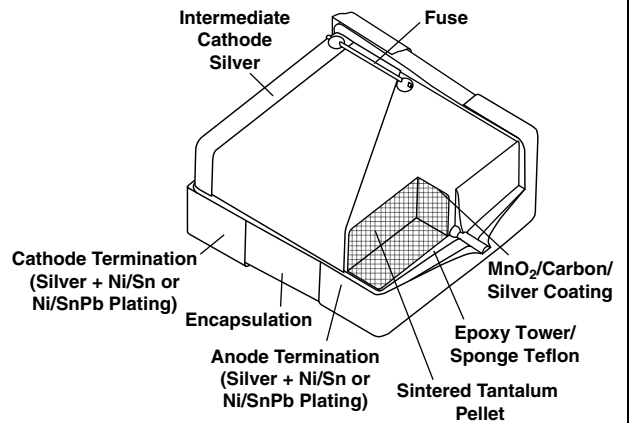 Intermediate
Cathode
Silver
Fuse
Cathode Termination
(Silver + Ni/Sn or
Ni/SnPb Plating)
Encapsulation
Anode Termination
(Silver + Ni/Sn or
Ni/SnPb Plating)
MnO₂/Carbon/
Silver Coating
Epoxy Tower/
Sponge Teflon
Sintered Tantalum
Pellet